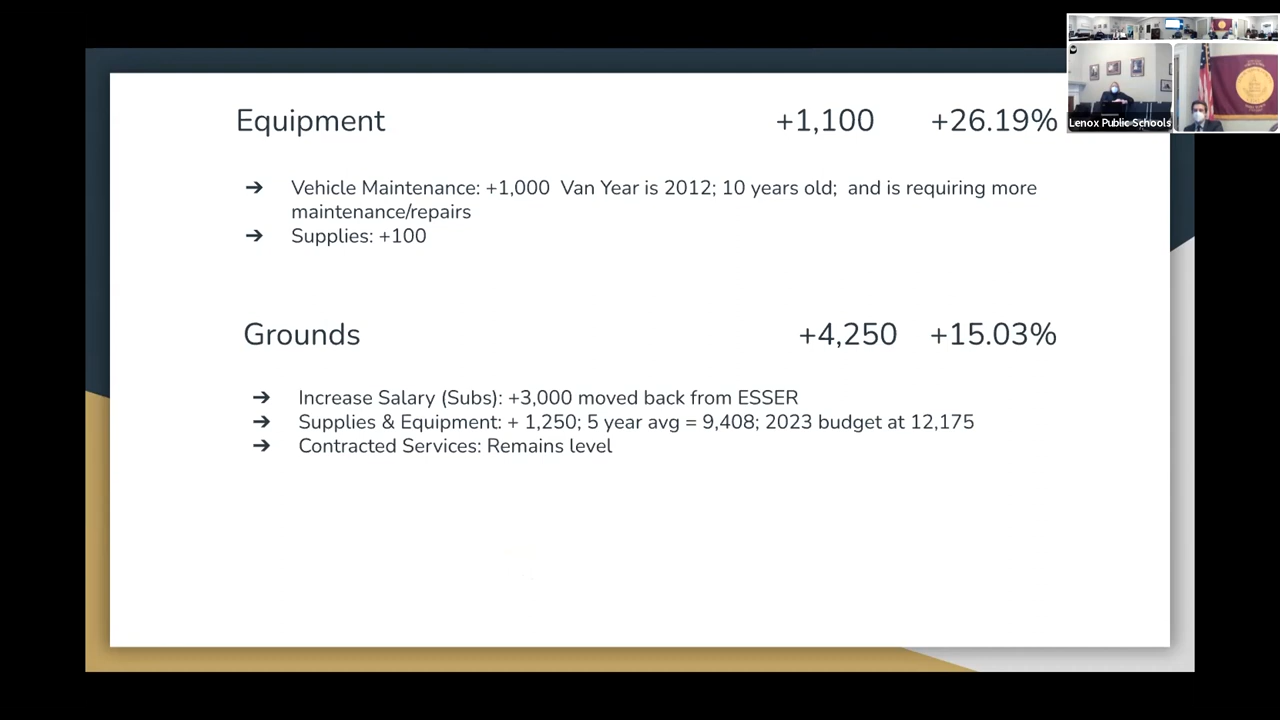 Equipment +1,100 +26.19%
➔ Vehicle Maintenance: +1,000 Van Year is 2012; 10 years old; and is requiring more
maintenance/repairs
➔ Supplies: +100
Grounds +4,250 +15.03%
➔ Increase Salary (Subs): +3,000 moved back from ESSER
➔ Supplies & Equipment: + 1,250; 5 year avg = 9,408; 2023 budget at 12,175
➔ Contracted Services: Remains level
Lenox Public Schools